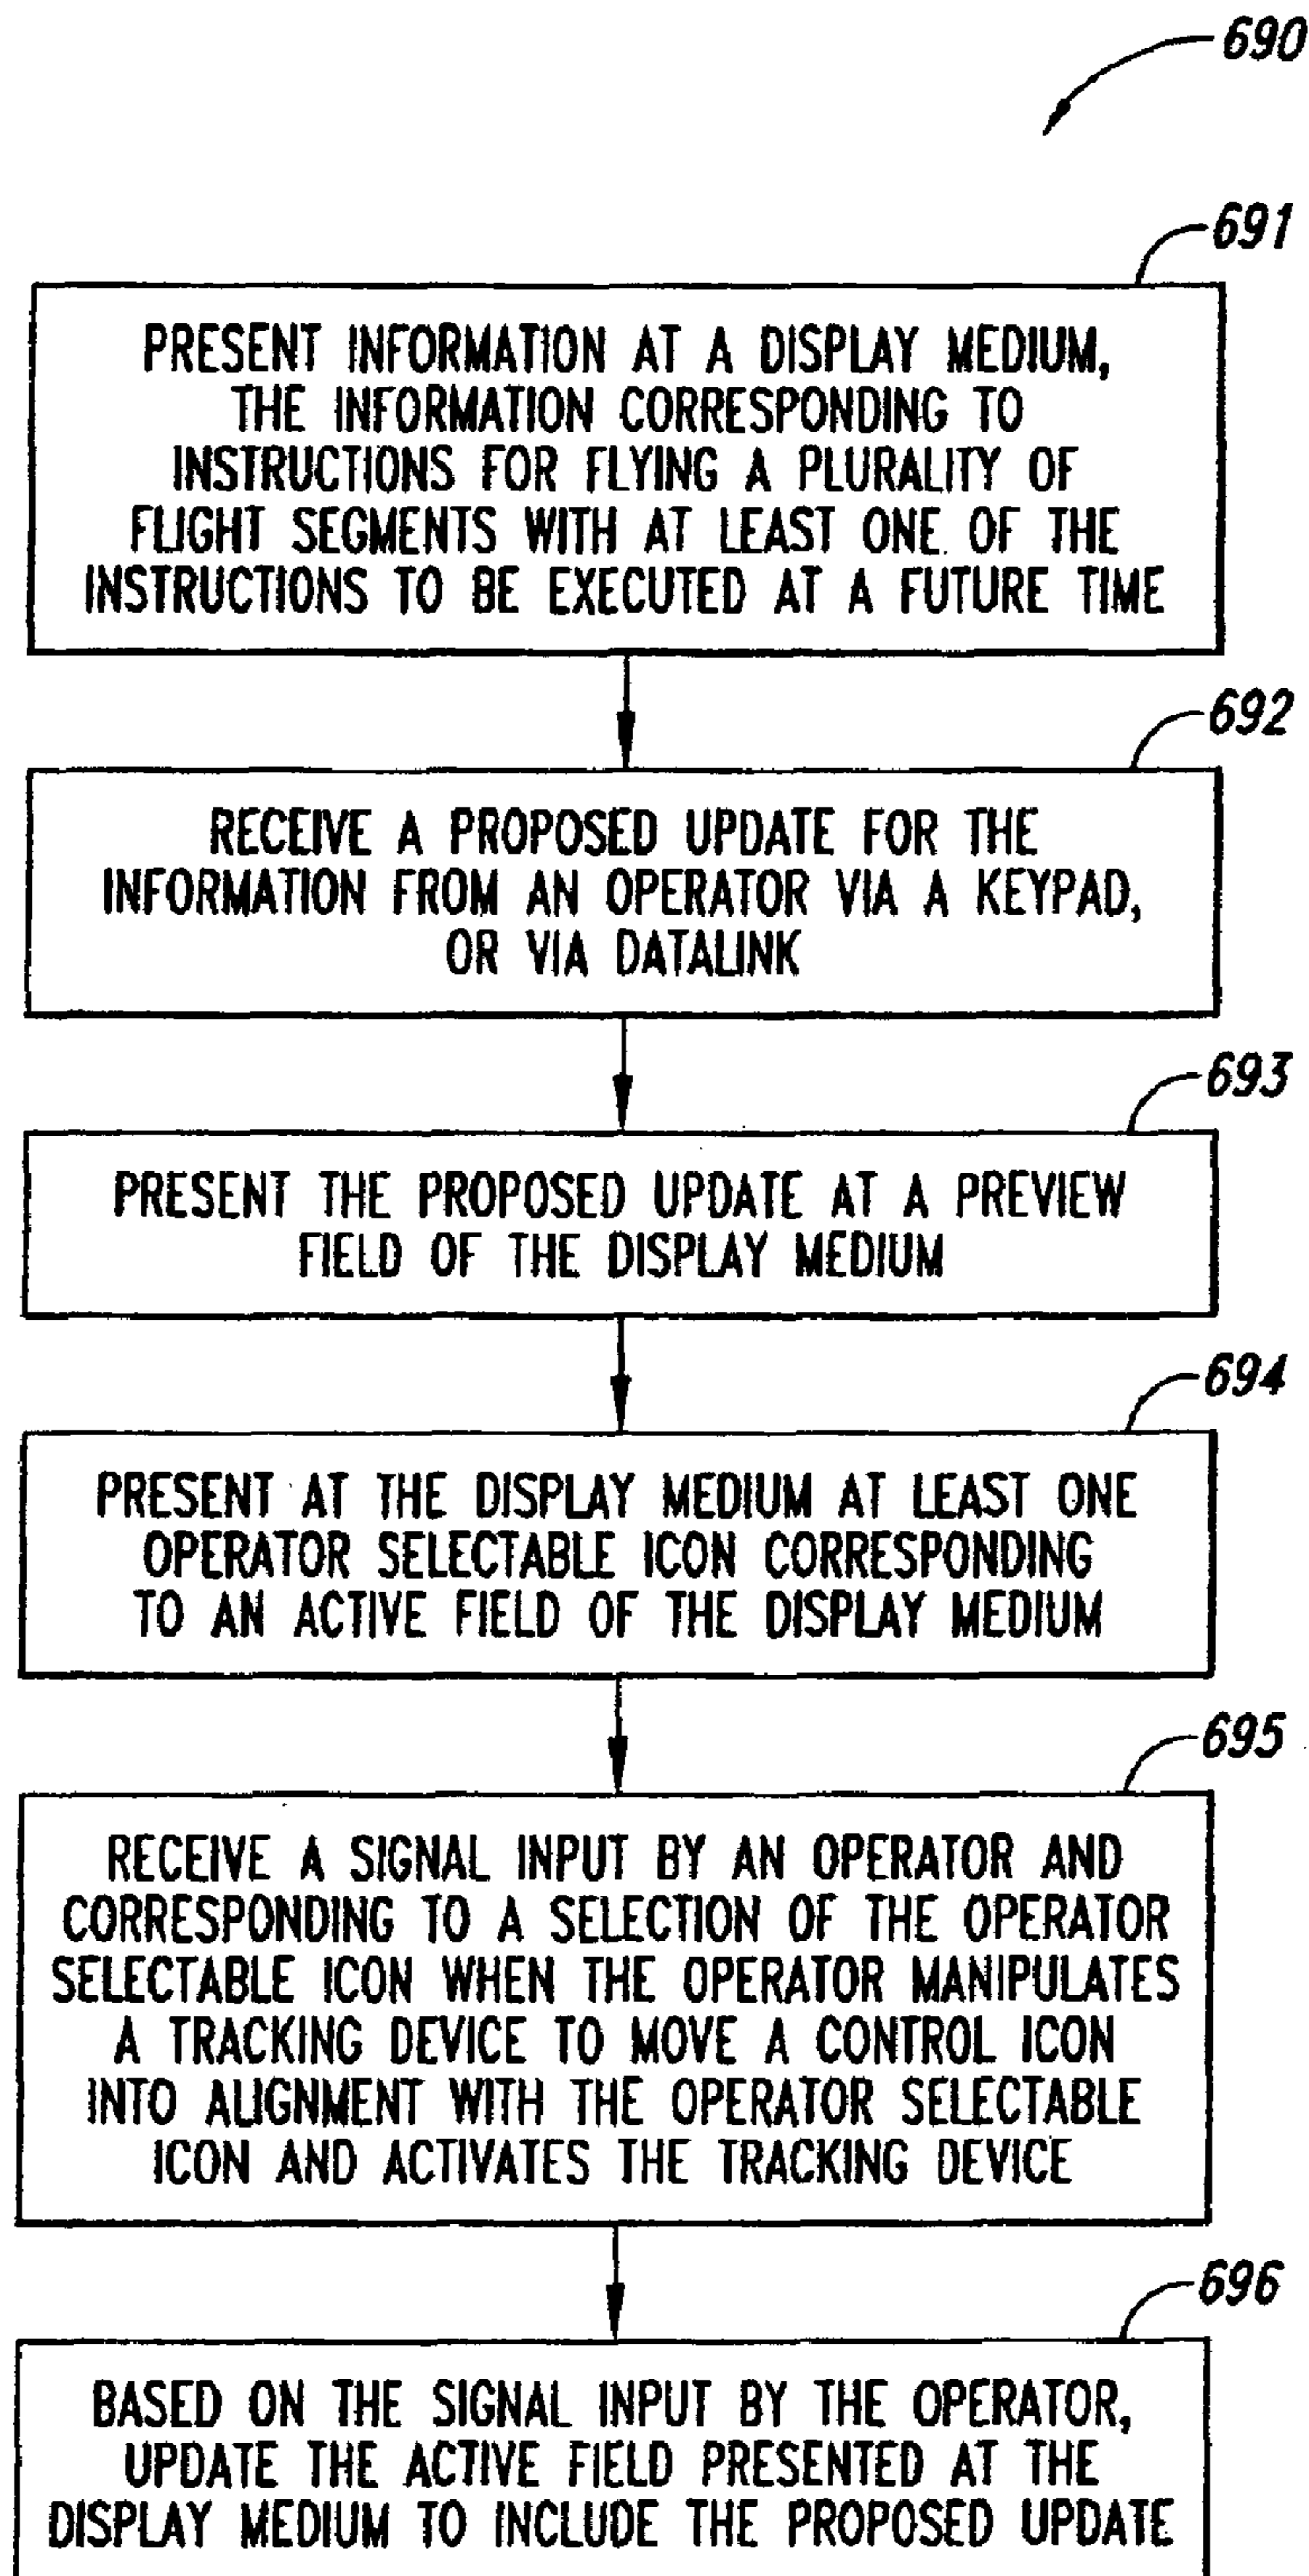 690
691
PRESENT INFORMATION AT A DISPLAY MEDIUM,
THE INFORMATION CORRESPONDING TO
INSTRUCTIONS FOR FLYING A PLURALITY OF
FLIGHT SEGMENTS WITH AT LEAST ONE OF THE
INSTRUCTIONS TO BE EXECUTED AT A FUTURE TIME
692
RECEIVE A PROPOSED UPDATE FOR THE
INFORMATION FROM AN OPERATOR VIA A KEYPAD,
OR VIA DATALINK
693
PRESENT THE PROPOSED UPDATE AT A PREVIEW
FIELD OF THE DISPLAY MEDIUM
694
PRESENT AT THE DISPLAY MEDIUM AT LEAST ONE
OPERATOR SELECTABLE ICON CORRESPONDING
TO AN ACTIVE FIELD OF THE DISPLAY MEDIUM
695
RECEIVE A SIGNAL INPUT BY AN OPERATOR AND
CORRESPONDING TO A SELECTION OF THE OPERATOR
SELECTABLE ICON WHEN THE OPERATOR MANIPULATES
A TRACKING DEVICE TO MOVE A CONTROL ICON
INTO ALIGNMENT WITH THE OPERATOR SELECTABLE
ICON AND ACTIVATES THE TRACKING DEVICE
696
BASED ON THE SIGNAL INPUT BY THE OPERATOR,
UPDATE THE ACTIVE FIELD PRESENTED AT THE
DISPLAY MEDIUM TO INCLUDE THE PROPOSED UPDATE